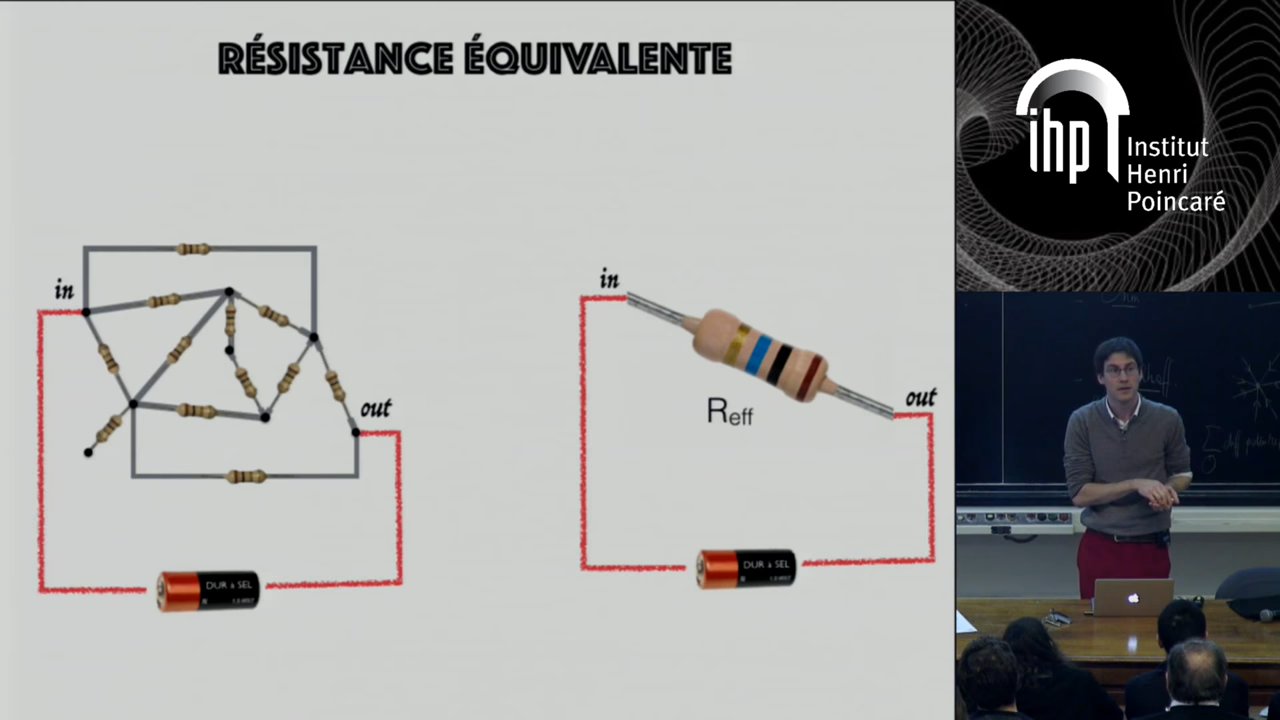 RÉSISTANCE ÉQUIVALENTE
in
out
DUR à SEL
in
out
Reff
DUR à SEL
ihp
Institut
Henri
Poincaré